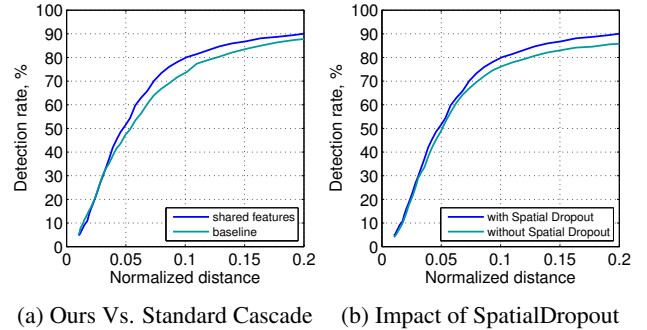 100
90
80
70
60
50
40
30
20
10
0
Detection rate, %
shared features
baseline
0 0.05 0.1 0.15 0.2
Normalized distance
(a) Ours Vs. Standard Cascade
100
90
80
70
60
50
40
30
20
10
0
Detection rate, %
with Spatial Dropout
without Spatial Dropout
0 0.05 0.1 0.15 0.2
Normalized distance
(b) Impact of SpatialDropout